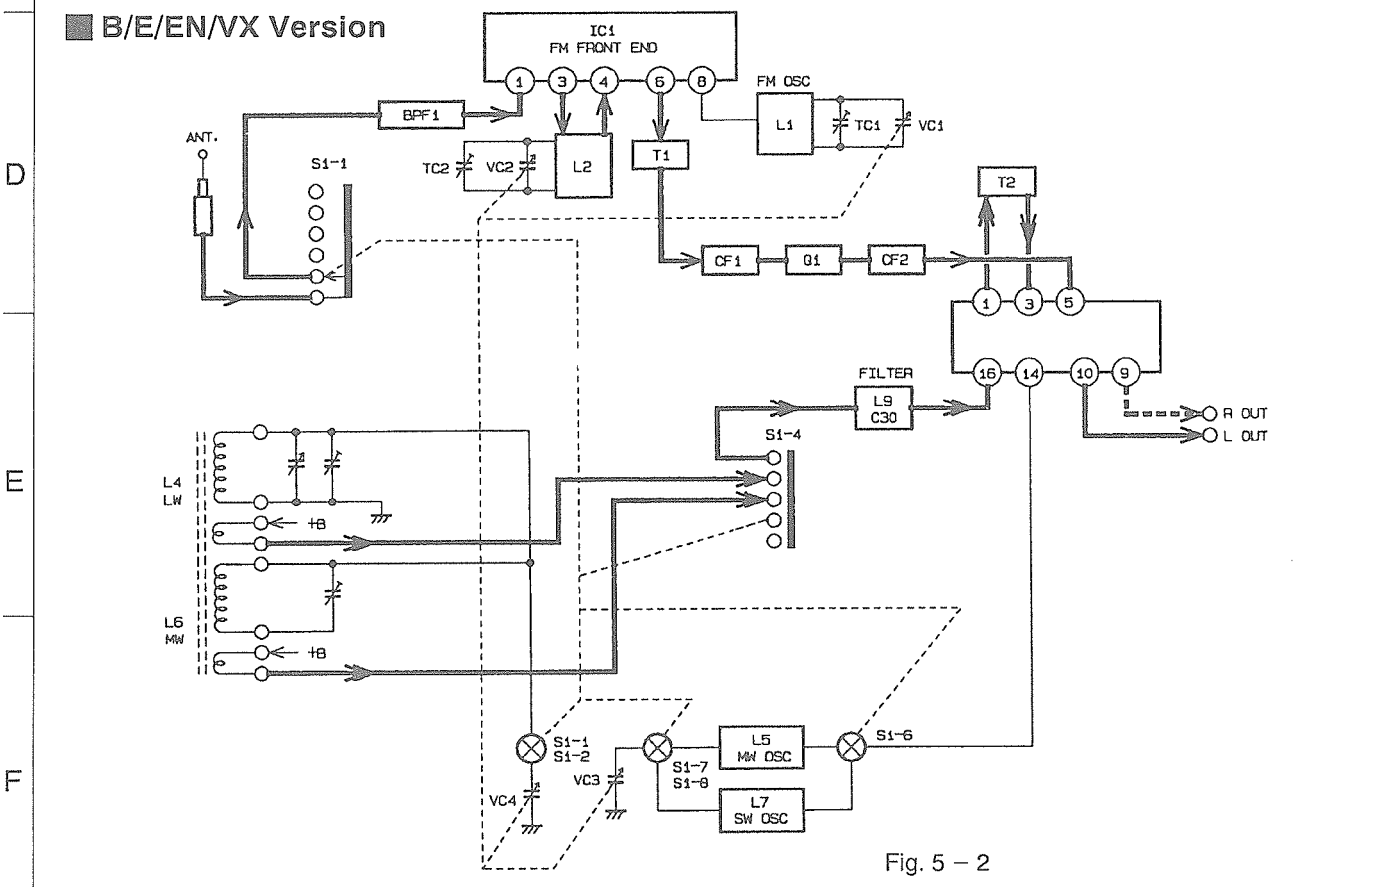 B/E/EN/VX Version
IC1
FM FRONT END
1
3
4
6
8
FM OSC
L1
TC1
VC1
BPF1
ANT.
S1-1
TC2
VC2
L2
T1
D
T2
CF1
Q1
CF2
1
3
5
16
14
10
9
FILTER
L9
C30
R OUT
L OUT
S1-4
E
L4
LW
+B
L6
MW
+B
F
S1-1
S1-2
VC4
VC3
S1-7
S1-8
L5
MW OSC
S1-6
L7
SW OSC
Fig. 5 – 2